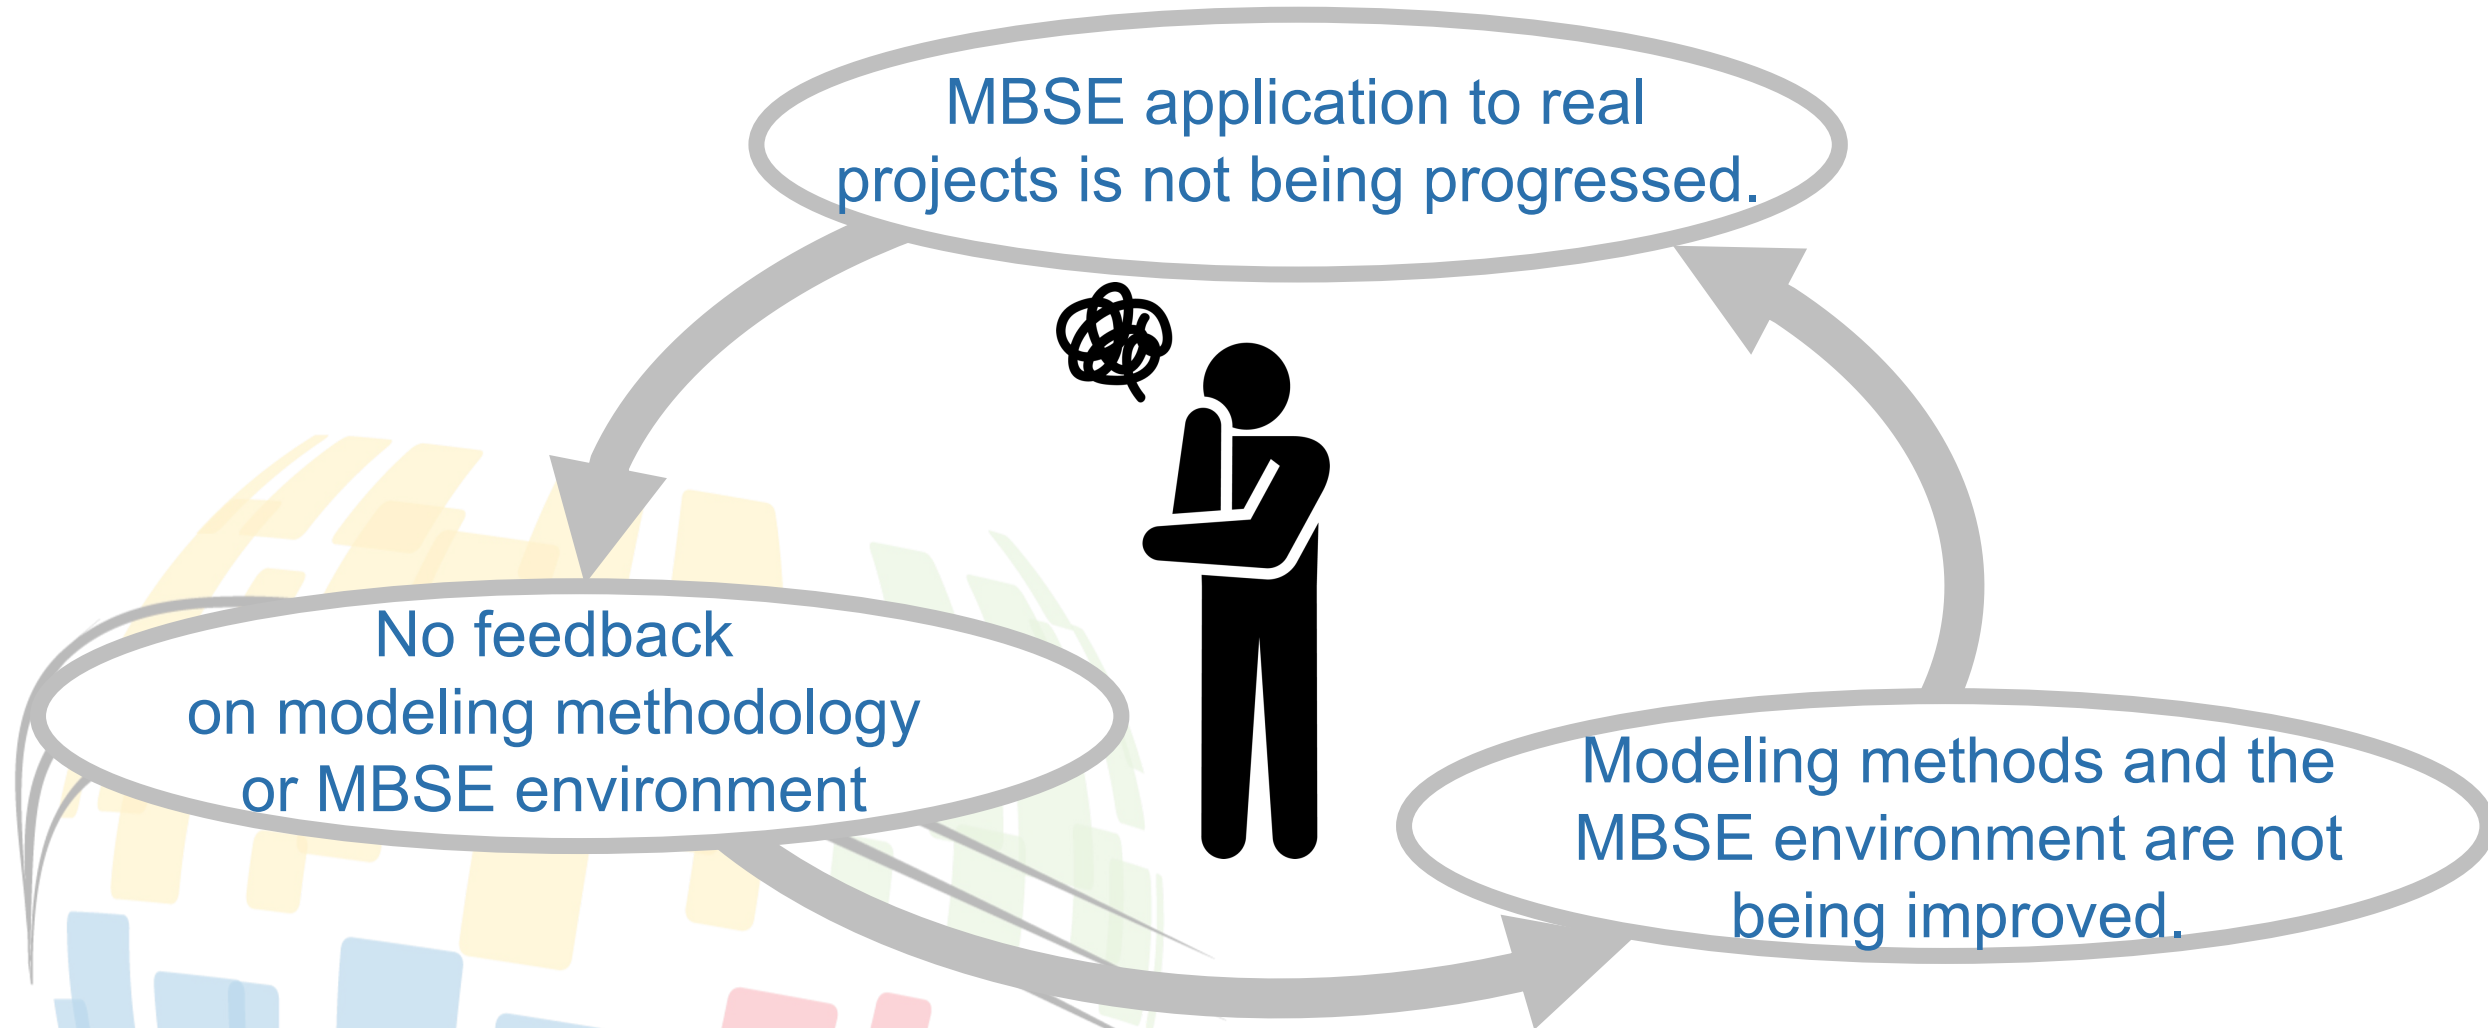 MBSE application to real
projects is not being progressed.
No feedback
on modeling methodology
or MBSE environment
Modeling methods and the
MBSE environment are not
being improved.